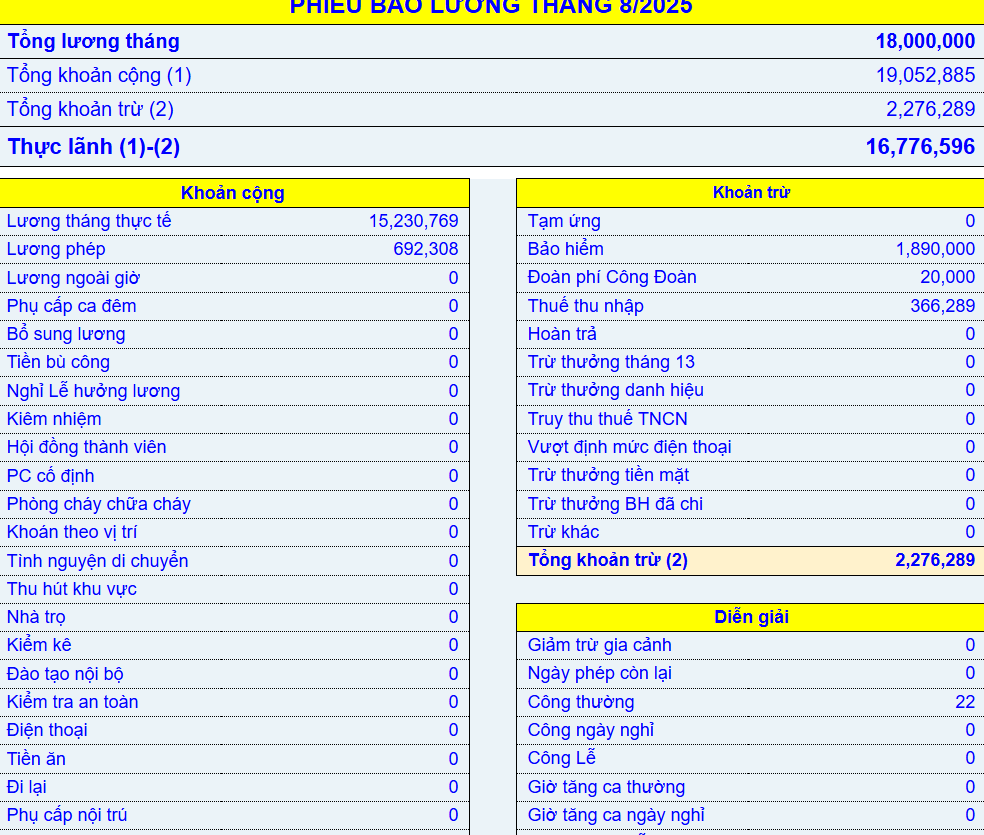 PHIẾU BÁO LƯƠNG THÁNG 8/2025
Tổng lương tháng 18,000,000
Tổng khoản cộng (1) 19,052,885
Tổng khoản trừ (2) 2,276,289
Thực lãnh (1)-(2) 16,776,596
Khoản cộng
Lương tháng thực tế 15,230,769
Lương phép 692,308
Lương ngoài giờ 0
Phụ cấp ca đêm 0
Bổ sung lương 0
Tiền bù công 0
Nghỉ Lễ hưởng lương 0
Kiêm nhiệm 0
Hội đồng thành viên 0
PC cố định 0
Phòng cháy chữa cháy 0
Khoán theo vị trí 0
Tình nguyện di chuyển 0
Thu hút khu vực 0
Nhà trọ 0
Kiểm kê 0
Đào tạo nội bộ 0
Kiểm tra an toàn 0
Điện thoại 0
Tiền ăn 0
Đi lại 0
Phụ cấp nội trú 0
Khoản trừ
Tạm ứng 0
Bảo hiểm 1,890,000
Đoàn phí Công Đoàn 20,000
Thuế thu nhập 366,289
Hoàn trả 0
Trừ thưởng tháng 13 0
Trừ thưởng danh hiệu 0
Truy thu thuế TNCN 0
Vượt định mức điện thoại 0
Trừ thưởng tiền mặt 0
Trừ thưởng BH đã chi 0
Trừ khác 0
Tổng khoản trừ (2) 2,276,289
Diễn giải
Giảm trừ gia cảnh 0
Ngày phép còn lại 0
Công thường 22
Công ngày nghỉ 0
Công Lễ 0
Giờ tăng ca thường 0
Giờ tăng ca ngày nghỉ 0